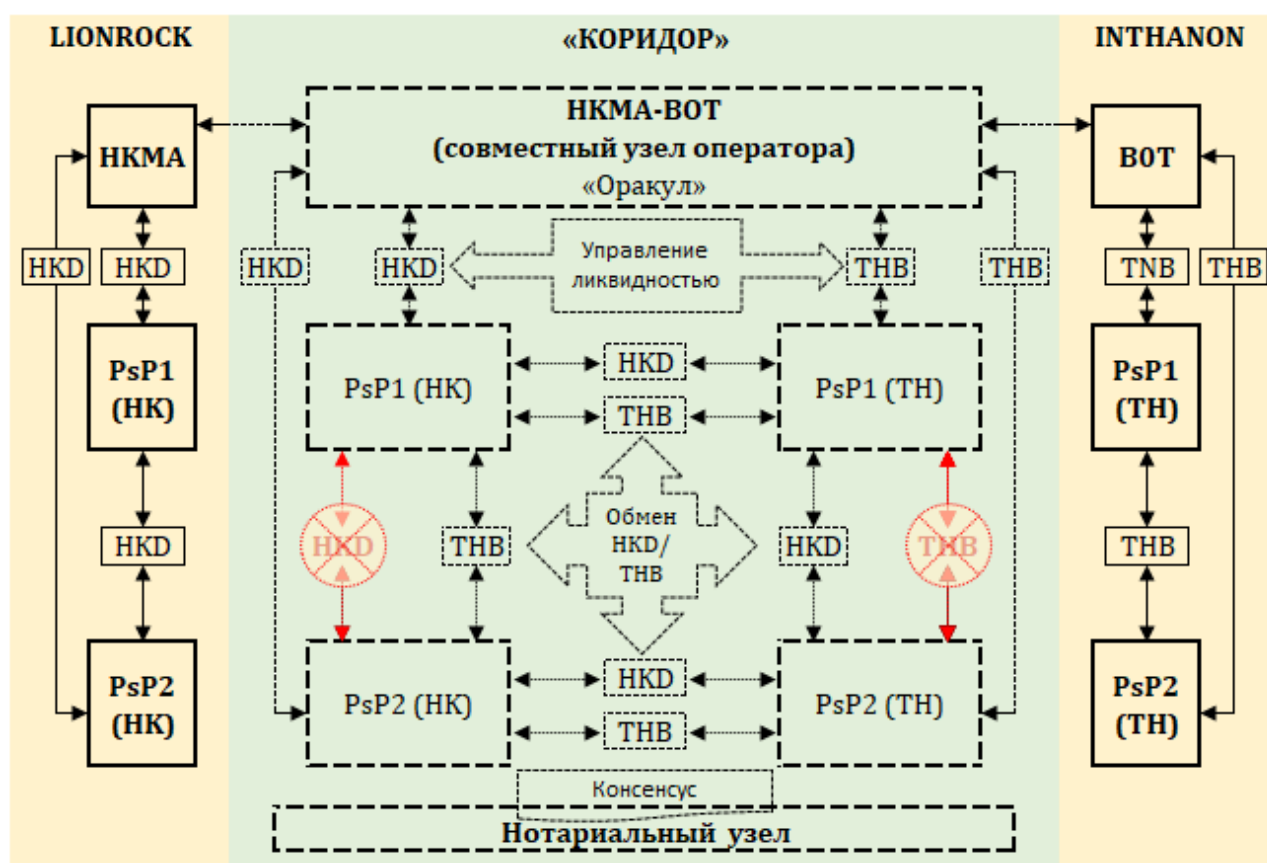 LIONROCK
«КОРИДОР»
INTHANON
HKMA
HKMA-BOT
(совместный узел оператора)
«Оракул»
BOT
HKD
HKD
HKD
HKD
Управление
ликвидностью
THB
THB
TNB
THB
PsP1
(HK)
PsP1 (HK)
HKD
THB
PsP1 (TH)
PsP1
(TH)
HKD
HKD
THB
Обмен
HKD/
THB
HKD
THB
THB
PsP2
(HK)
PsP2 (HK)
HKD
THB
PsP2 (TH)
PsP2
(TH)
Консенсус
Нотариальный узел